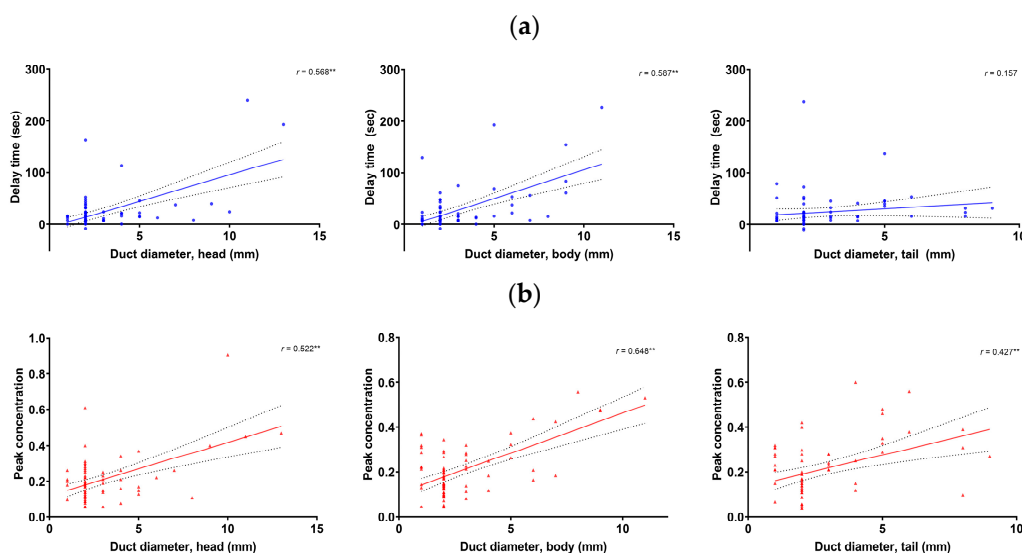 (a)
r = 0.568**
300
200
100
0
Delay time (sec)
0
5
10
15
Duct diameter, head (mm)
r = 0.587**
300
200
100
0
Delay time (sec)
0
5
10
15
Duct diameter, body (mm)
r = 0.157
300
200
100
0
Delay time (sec)
0
5
10
Duct diameter, tail (mm)
(b)
r = 0.522**
1.0
0.8
0.6
0.4
0.2
0.0
Peak concentration
0
5
10
15
Duct diameter, head (mm)
r = 0.648**
0.8
0.6
0.4
0.2
0.0
Peak concentration
0
5
10
Duct diameter, body (mm)
r = 0.427**
0.8
0.6
0.4
0.2
0.0
Peak concentration
0
5
10
Duct diameter, tail (mm)